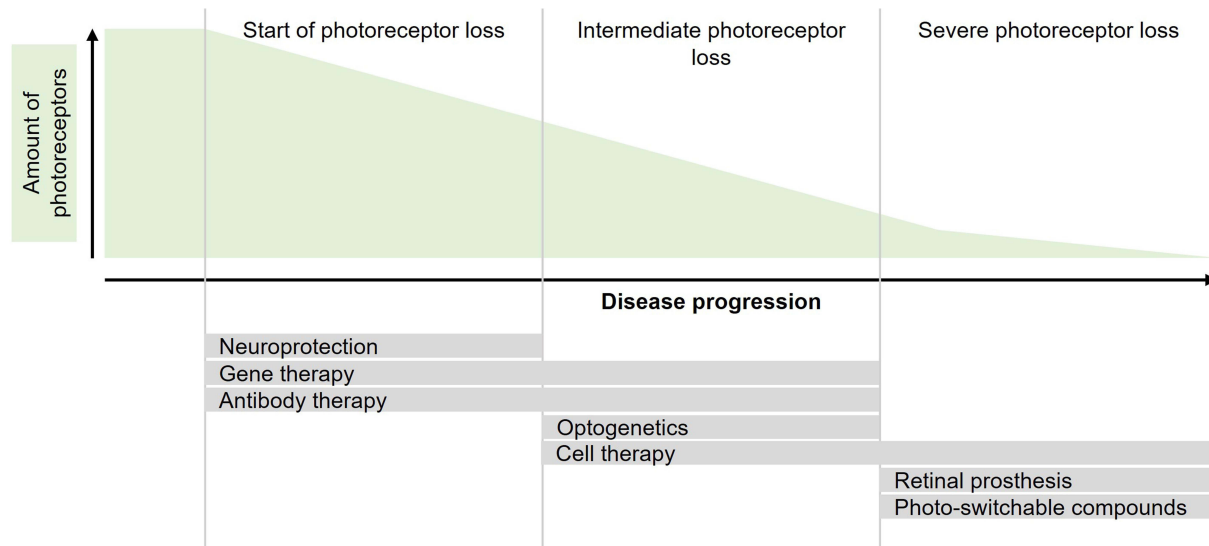 Start of photoreceptor loss
Intermediate photoreceptor
loss
Severe photoreceptor loss
Amount of
photoreceptors
Disease progression
Neuroprotection
Gene therapy
Antibody therapy
Optogenetics
Cell therapy
Retinal prosthesis
Photo-switchable compounds